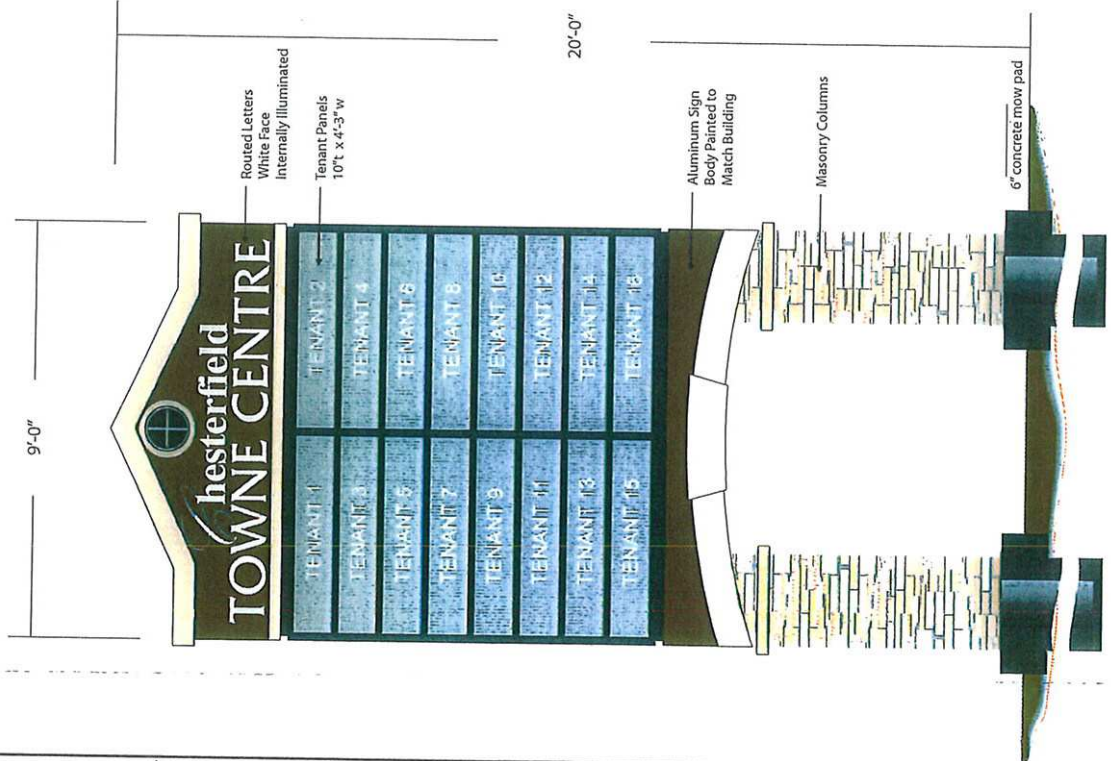 9'-0"
20'-0"
hesterfield
TOWNE CENTRE
Routed Letters
White Face
Internally Illuminated
Tenant Panels
10"t x 4'-3"w
TENANT 1
TENANT 2
TENANT 3
TENANT 4
TENANT 5
TENANT 6
TENANT 7
TENANT 8
TENANT 9
TENANT 10
TENANT 11
TENANT 12
TENANT 13
TENANT 14
TENANT 15
TENANT 16
Aluminum Sign
Body Painted to
Match Building
Masonry Columns
6" concrete mow pad